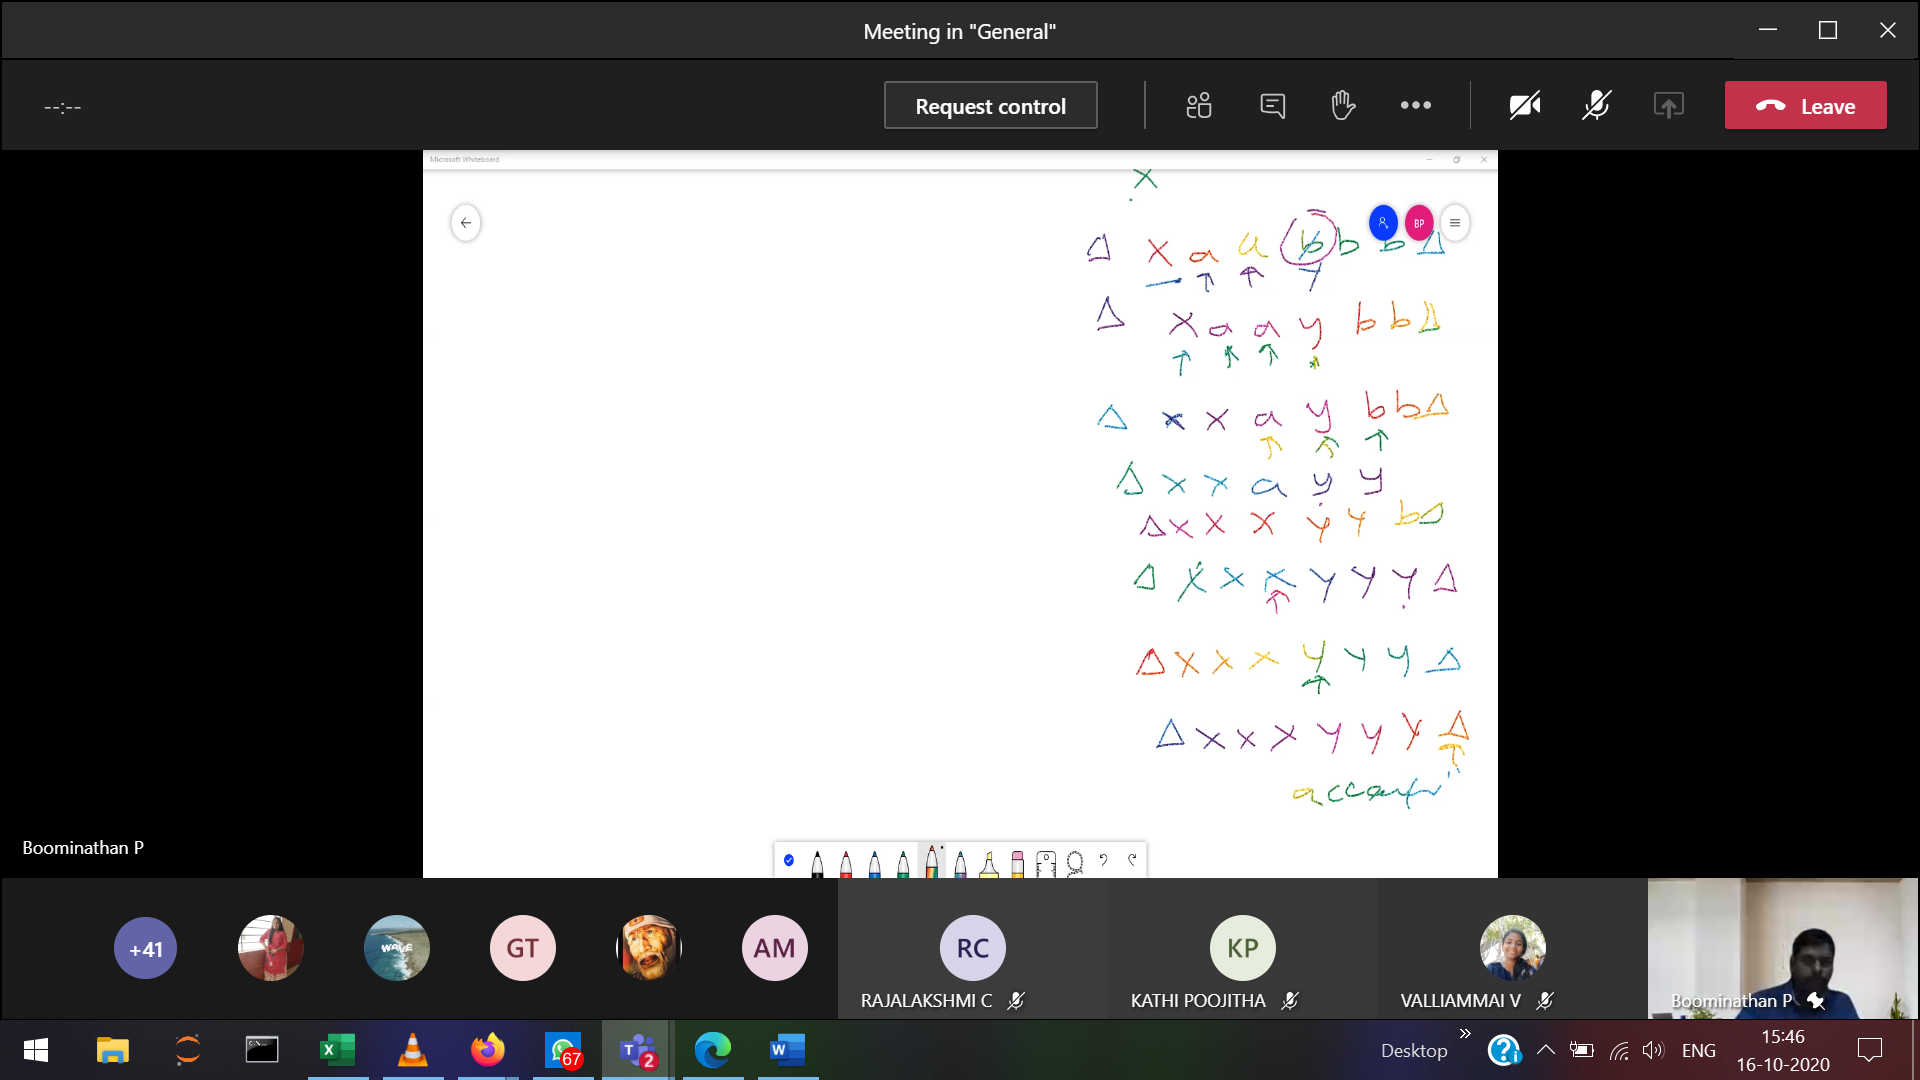 Meeting in "General"
--:--
Request control
Leave
Microsoft Whiteboard
X
Δ X a a b b b Δ
y
BP
Δ X a a y b b Δ
Δ x x a y b b Δ
Δ x x a y y
Δ x x x y y b Δ
Δ x x x y y y Δ
Δ x x x y y y Δ
Δ x x x y y y Δ
Boominathan P
+41
WAVE
GT
AM
RC
KP
RAJALAKSHMI C
KATHI POOJITHA
VALLIAMMAI V
Boominathan P
67
2
Desktop
ENG
15:46
16-10-2020